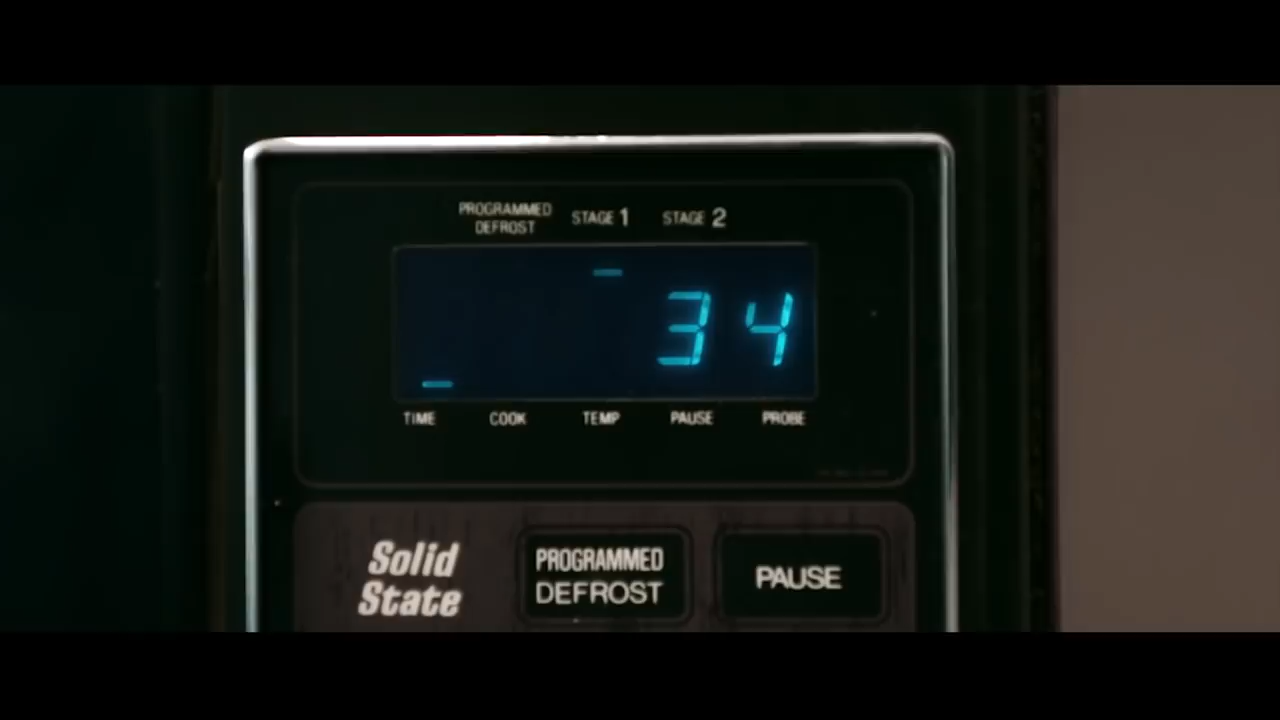 PROGRAMMED
DEFROST
STAGE 1
STAGE 2
34
TIME
COOK
TEMP
PAUSE
PROBE
Solid
State
PROGRAMMED
DEFROST
PAUSE